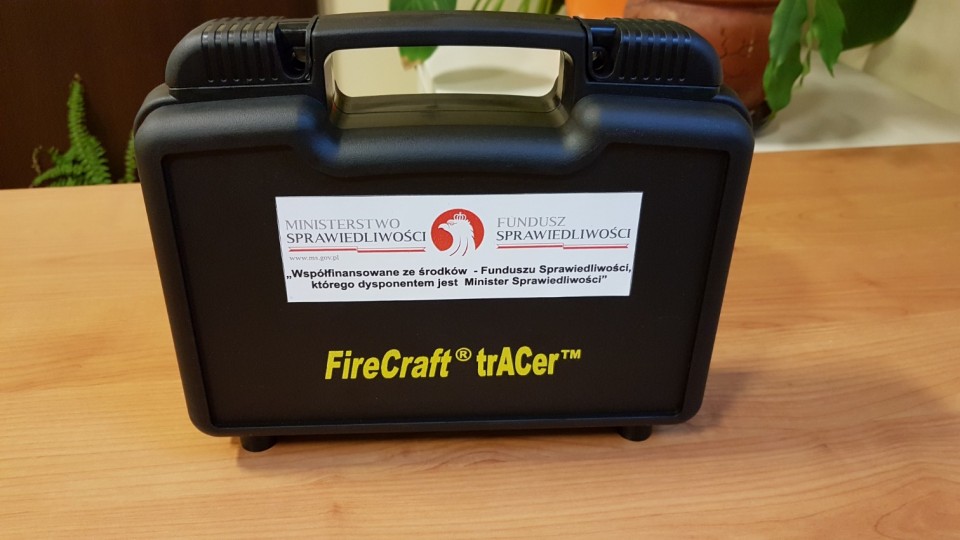 MINISTERSTWO
SPRAWIEDLIWOŚCI
www.ms.gov.pl
FUNDUSZ
SPRAWIEDLIWOŚCI
„Współfinansowane ze środków - Funduszu Sprawiedliwości,
którego dysponentem jest Minister Sprawiedliwości”
FireCraft® trACer™